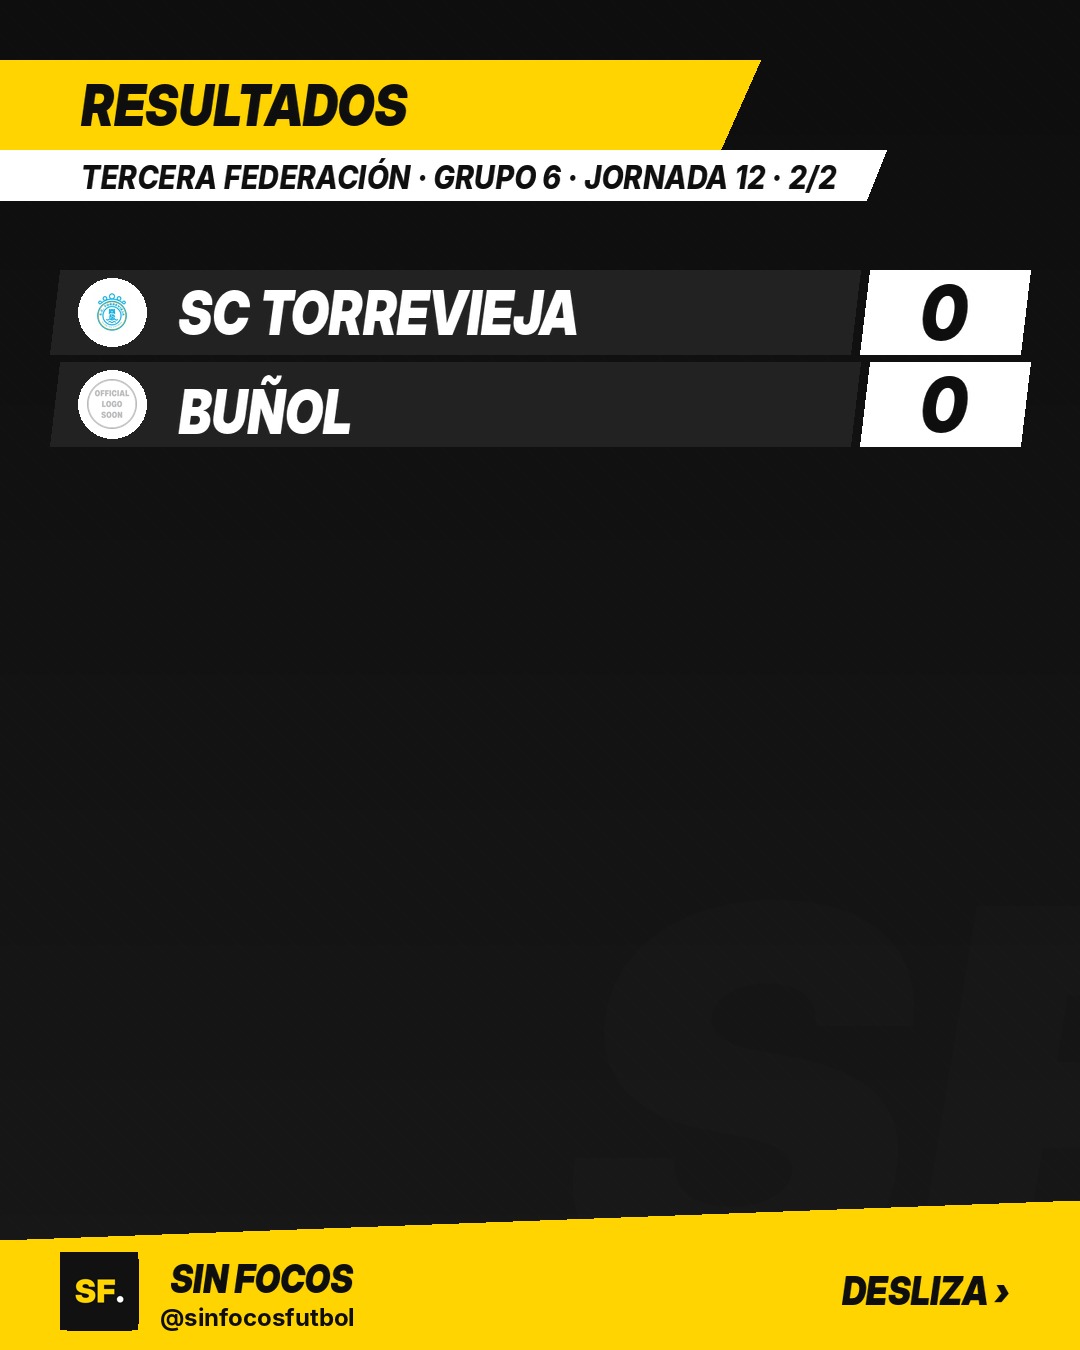 RESULTADOS
TERCERA FEDERACIÓN · GRUPO 6 · JORNADA 12 · 2/2
SC TORREVIEJA
0
OFFICIAL
LOGO
SOON
BUÑOL
0
SF
SF.
SIN FOCOS
@sinfocosfutbol
DESLIZA ›